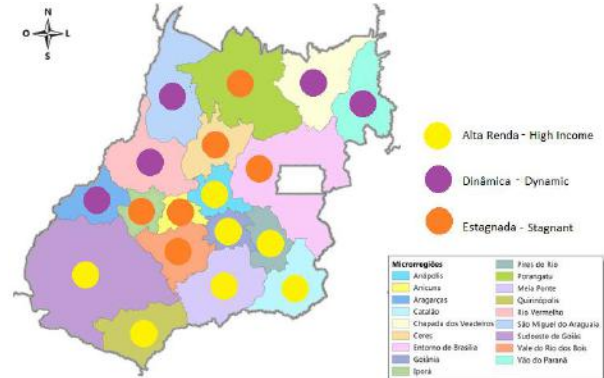 N
O L
S
Alta Renda - High Income
Dinâmica - Dynamic
Estagnada - Stagnant
Microrregiões
Anápolis
Anicuns
Aragarças
Catalão
Chapada dos Veadeiros
Ceres
Entorno de Brasília
Goiânia
Iporá
Pires do Rio
Porangatu
Meia Ponte
Quirinópolis
Rio Vermelho
São Miguel do Araguaia
Sudoeste de Goiás
Vale do Rio dos Bois
Vão do Paranã